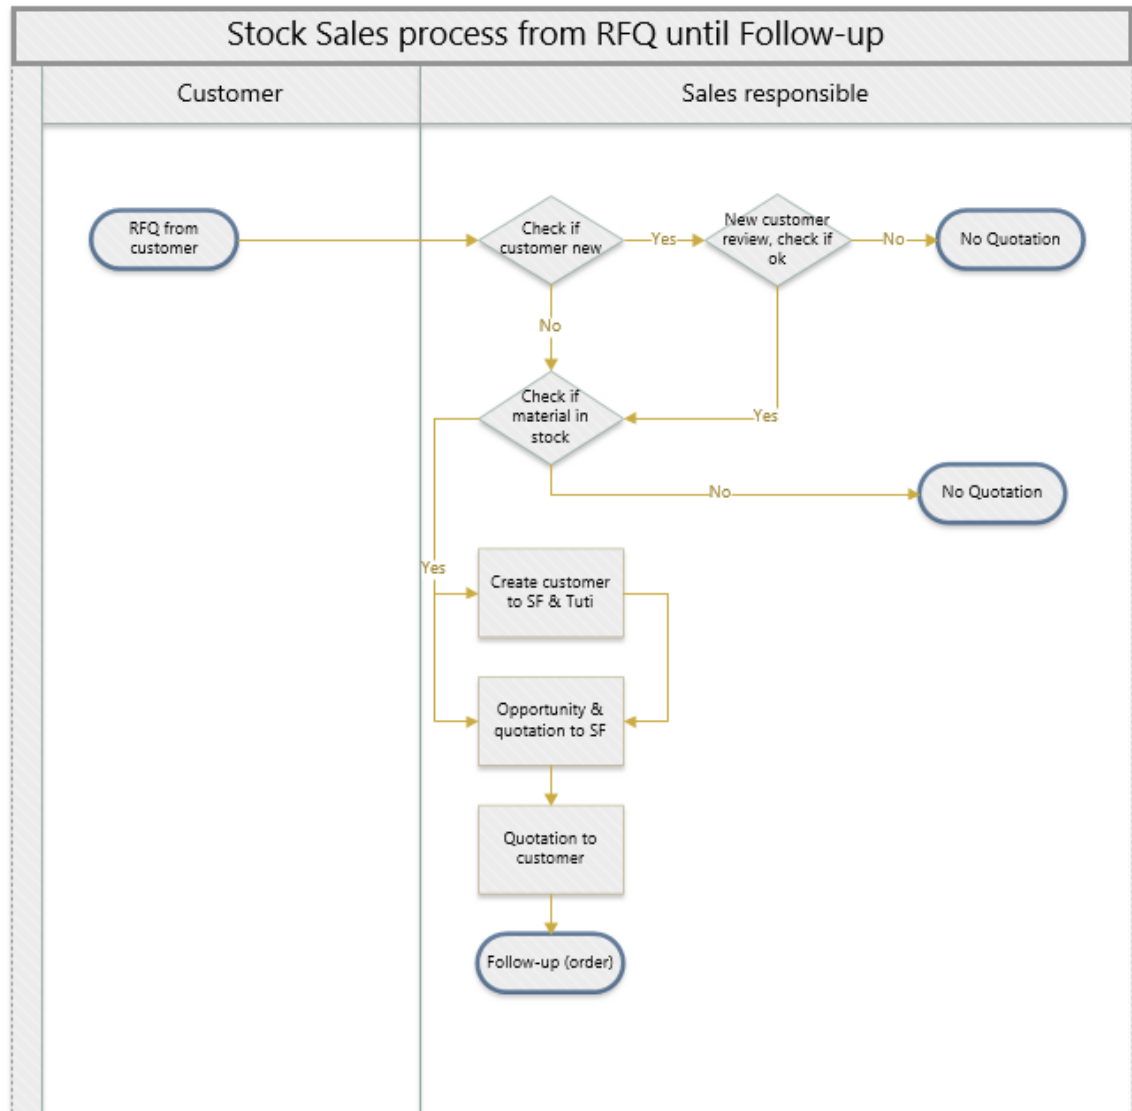 Stock Sales process from RFQ until Follow-up
Customer
Sales responsible
RFQ from
customer
Check if
customer new
Yes
New customer
review, check if
ok
No
No Quotation
No
Check if
material in
stock
Yes
No
No Quotation
Yes
Create customer
to SF & Tuti
Opportunity &
quotation to SF
Quotation to
customer
Follow-up (order)